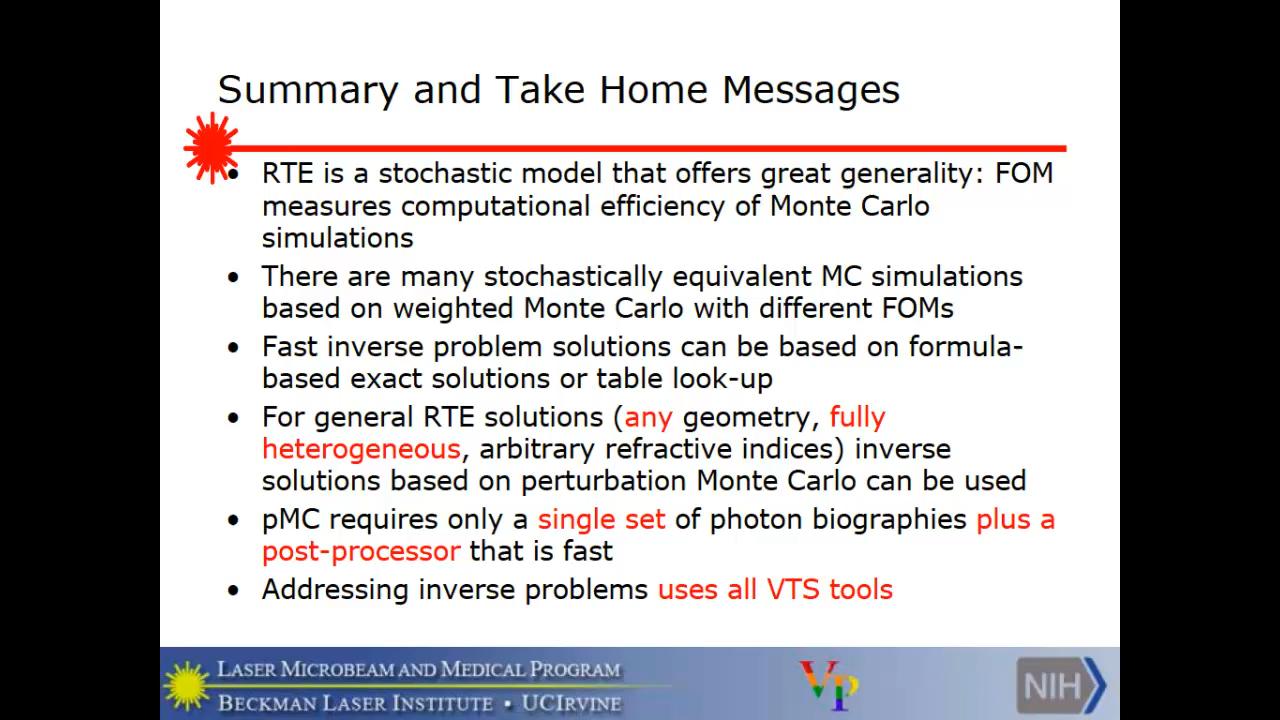 Summary and Take Home Messages
• RTE is a stochastic model that offers great generality: FOM
measures computational efficiency of Monte Carlo
simulations
• There are many stochastically equivalent MC simulations
based on weighted Monte Carlo with different FOMs
• Fast inverse problem solutions can be based on formula-
based exact solutions or table look-up
• For general RTE solutions (any geometry, fully
heterogeneous, arbitrary refractive indices) inverse
solutions based on perturbation Monte Carlo can be used
• pMC requires only a single set of photon biographies plus a
post-processor that is fast
• Addressing inverse problems uses all VTS tools
LASER MICROBEAM AND MEDICAL PROGRAM
BECKMAN LASER INSTITUTE • UCIRVINE
VP
NIH